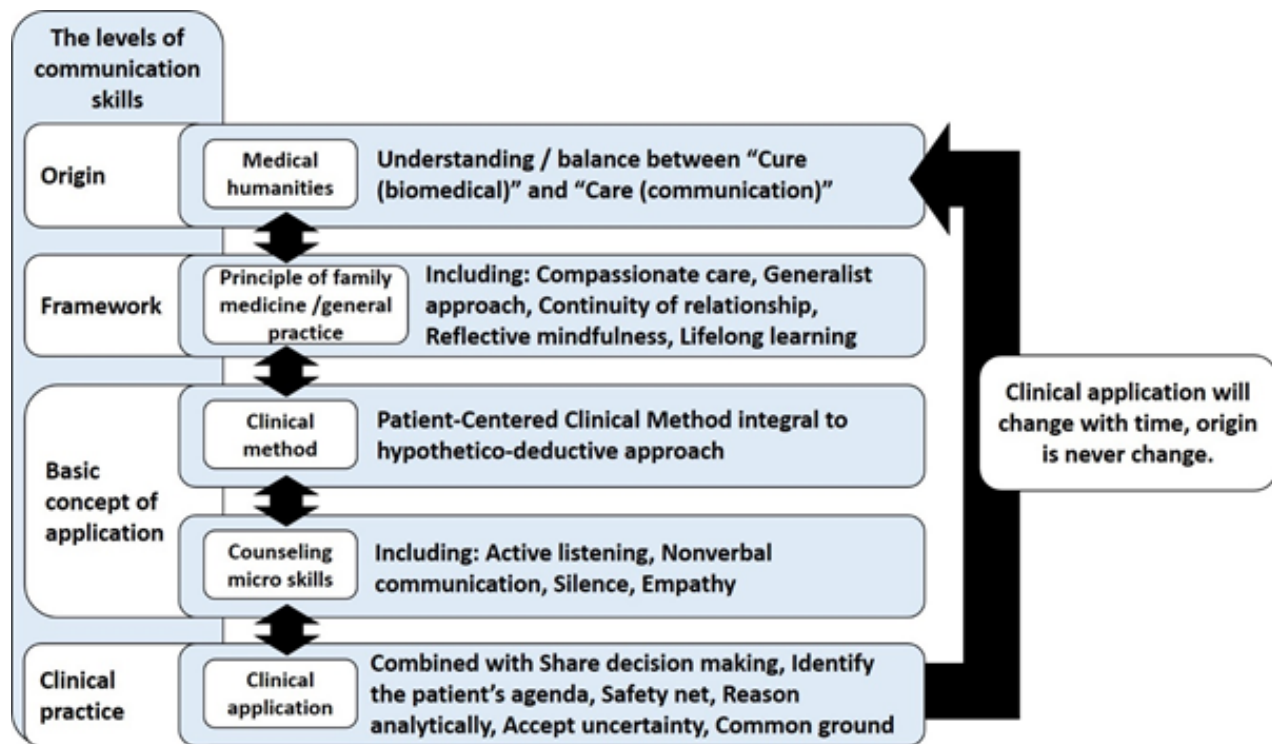 The levels of
communication
skills
Origin
Medical
humanities
Understanding / balance between “Cure
(biomedical)” and “Care (communication)”
Framework
Principle of family
medicine /general
practice
Including: Compassionate care, Generalist
approach, Continuity of relationship,
Reflective mindfulness, Lifelong learning
Basic
concept of
application
Clinical
method
Patient-Centered Clinical Method integral to
hypothetico-deductive approach
Counseling
micro skills
Including: Active listening, Nonverbal
communication, Silence, Empathy
Clinical
practice
Clinical
application
Combined with Share decision making, Identify
the patient’s agenda, Safety net, Reason
analytically, Accept uncertainty, Common ground
Clinical application will
change with time, origin
is never change.